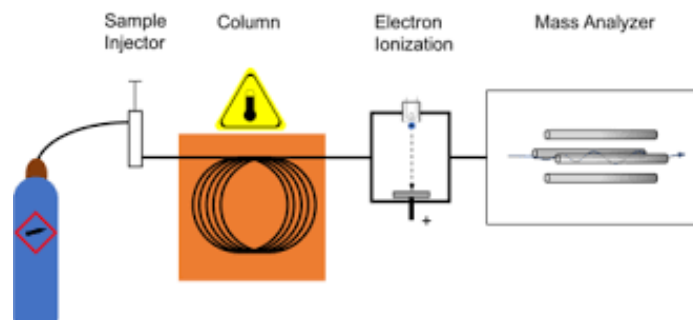 Sample
Injector
Column
Electron
Ionization
Mass Analyzer
+